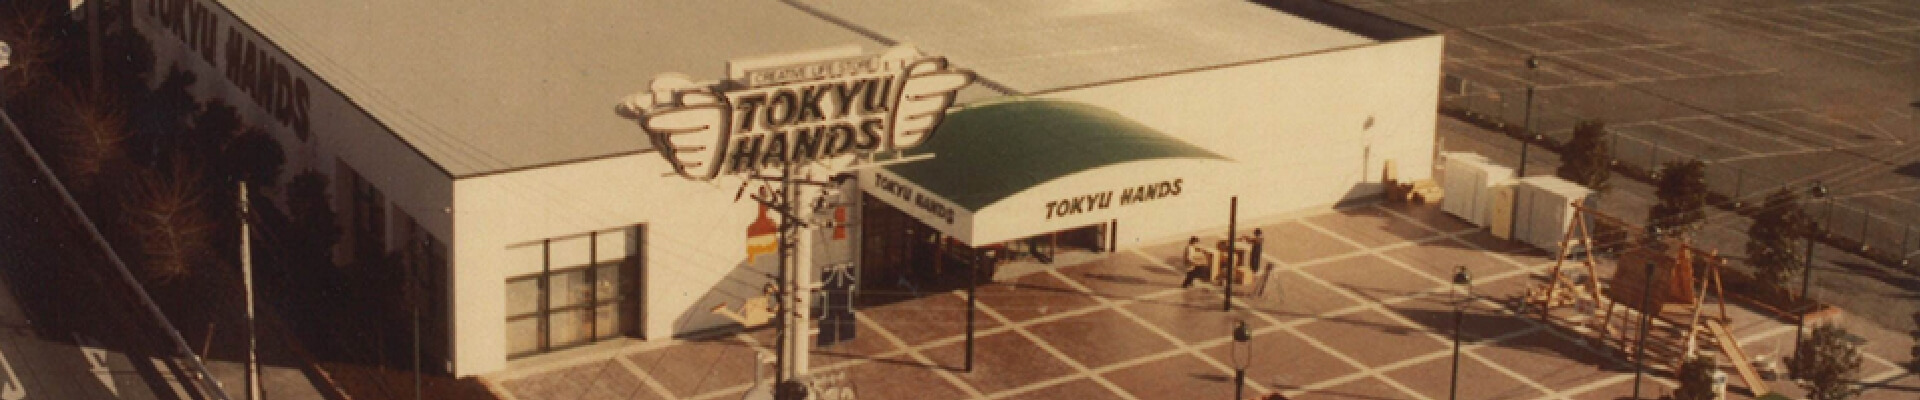 TOKYU HANDS
CREATIVE LIFE STORE
TOKYU
HANDS
TOKYU HANDS
TOKYU HANDS